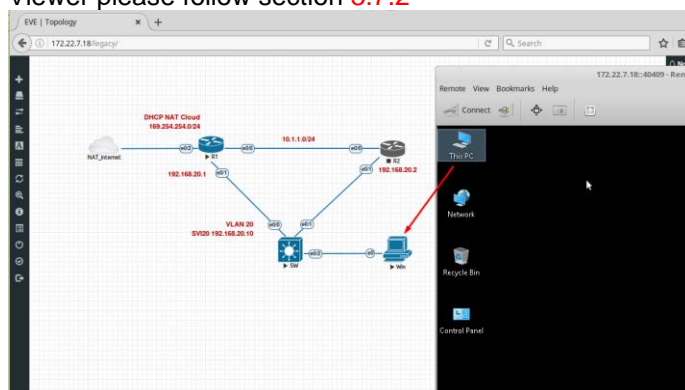 Viewer please follow section 3.7.2
EVE | Topology
172.22.7.18/legacy/
Search
172.22.7.18::40409 - Ren
Remote View Bookmarks Help
Connect
DHCP NAT Cloud
169.254.254.0/24
10.1.1.0/24
NAT_Internet
e0/2
R1
e0/0
e0/0
R2
192.168.20.1
e0/1
e0/1
192.168.20.2
VLAN 20
SVI20 192.168.20.10
e0/0
e0/1
SW
e0/2
e0
Win
This PC
Network
Recycle Bin
Control Panel